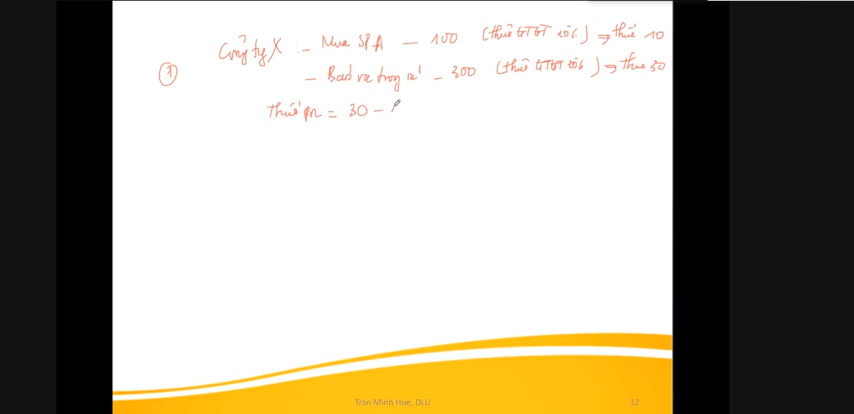 Công ty X : - Mua SP A — 100 (thuế GTGT 10%) => thuế 10
① - Bán ra trong nước - 300 (thuế GTGT 10%) => thuế 30
Thuế pn = 30 -
Tran Minh Hue, DLU 12